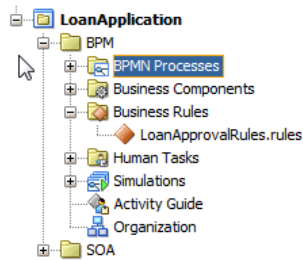 LoanApplication
BPM
BPMN Processes
Business Components
Business Rules
LoanApprovalRules.rules
Human Tasks
Simulations
Activity Guide
Organization
SOA